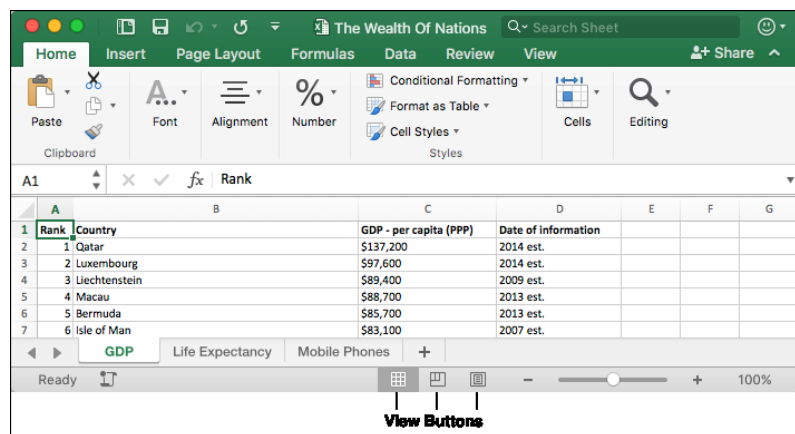 The Wealth Of Nations Search Sheet
Home Insert Page Layout Formulas Data Review View Share
Paste Font Alignment Number Conditional Formatting Format as Table Cell Styles Cells Editing
Clipboard Styles
A1 fx Rank
A B C D E F G
1 Rank Country GDP - per capita (PPP) Date of information
2 1 Qatar $137,200 2014 est.
3 2 Luxembourg $97,600 2014 est.
4 3 Liechtenstein $89,400 2009 est.
5 4 Macau $88,700 2013 est.
6 5 Bermuda $85,700 2013 est.
7 6 Isle of Man $83,100 2007 est.
GDP Life Expectancy Mobile Phones +
Ready - + 100%
View Buttons